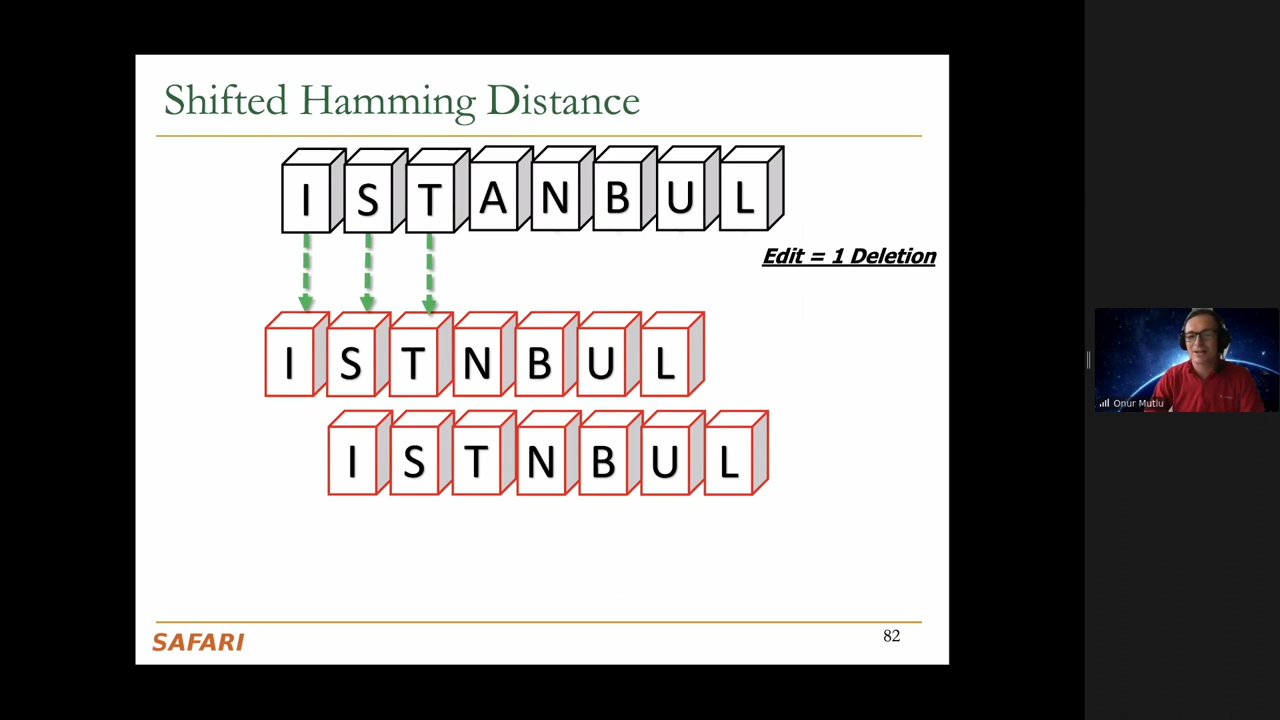 Shifted Hamming Distance
I S T A N B U L
Edit = 1 Deletion
I S T N B U L
I S T N B U L
Onur Mutlu
SAFARI
82